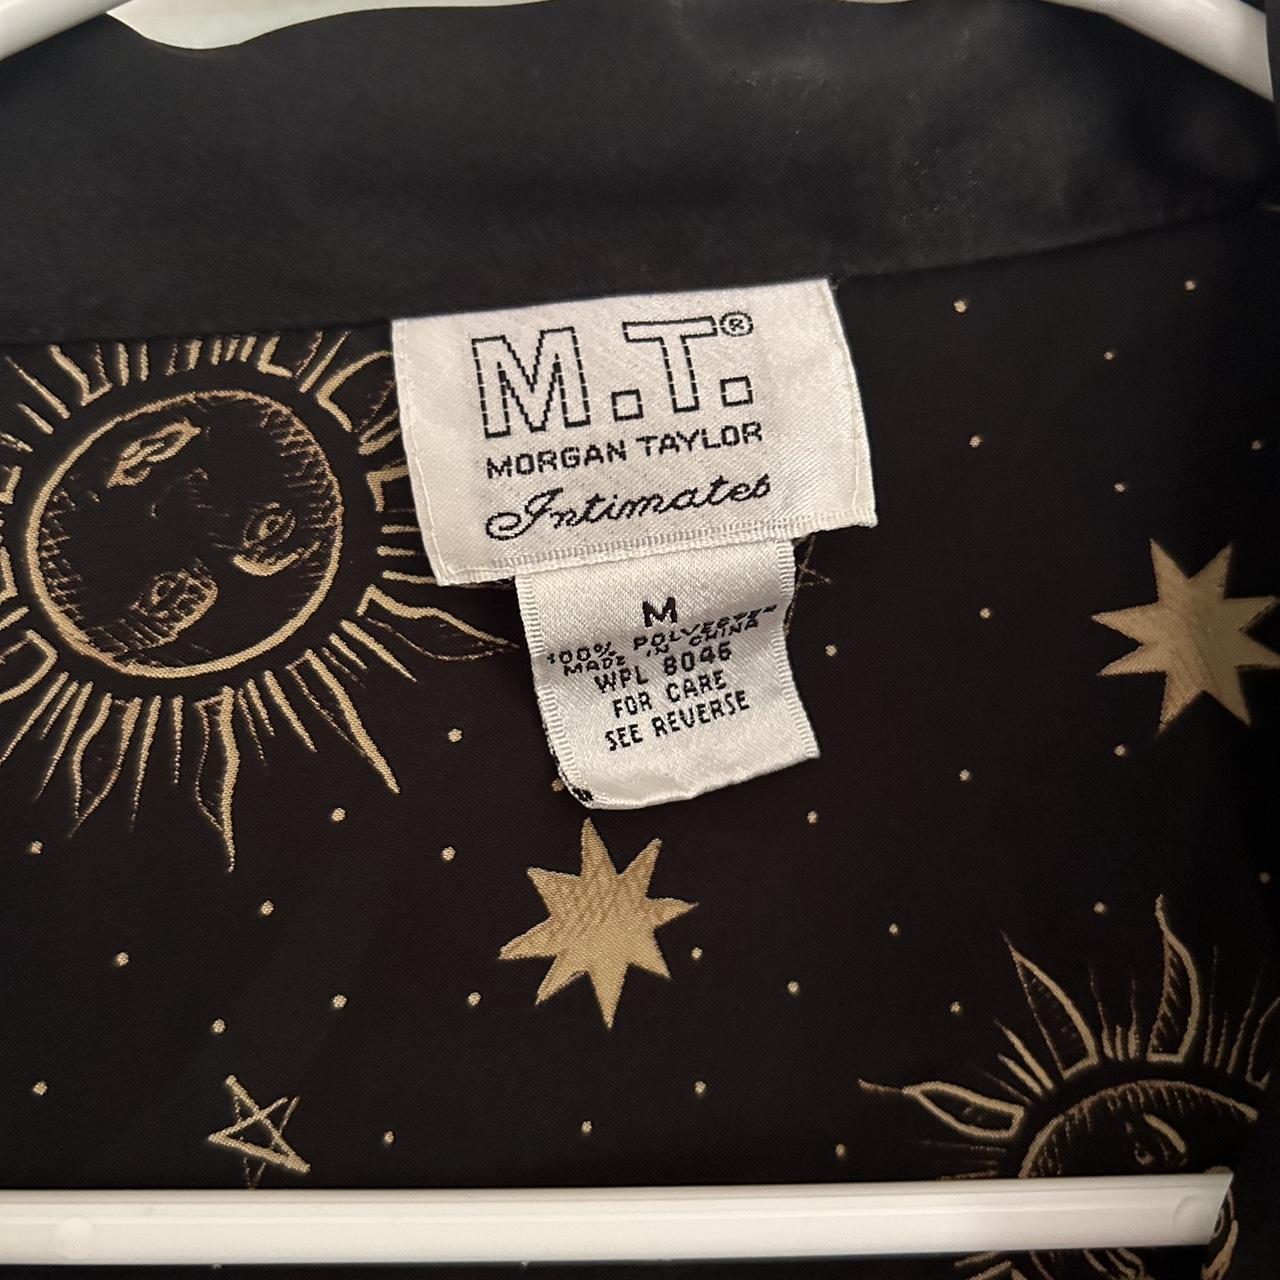 M.T.®
MORGAN TAYLOR
Intimates
M
100% POLYESTER
MADE IN CHINA
WPL 8046
FOR CARE
SEE REVERSE